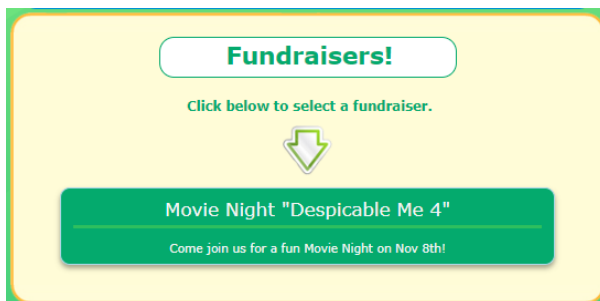 Fundraisers!
Click below to select a fundraiser.
Movie Night "Despicable Me 4"
Come join us for a fun Movie Night on Nov 8th!